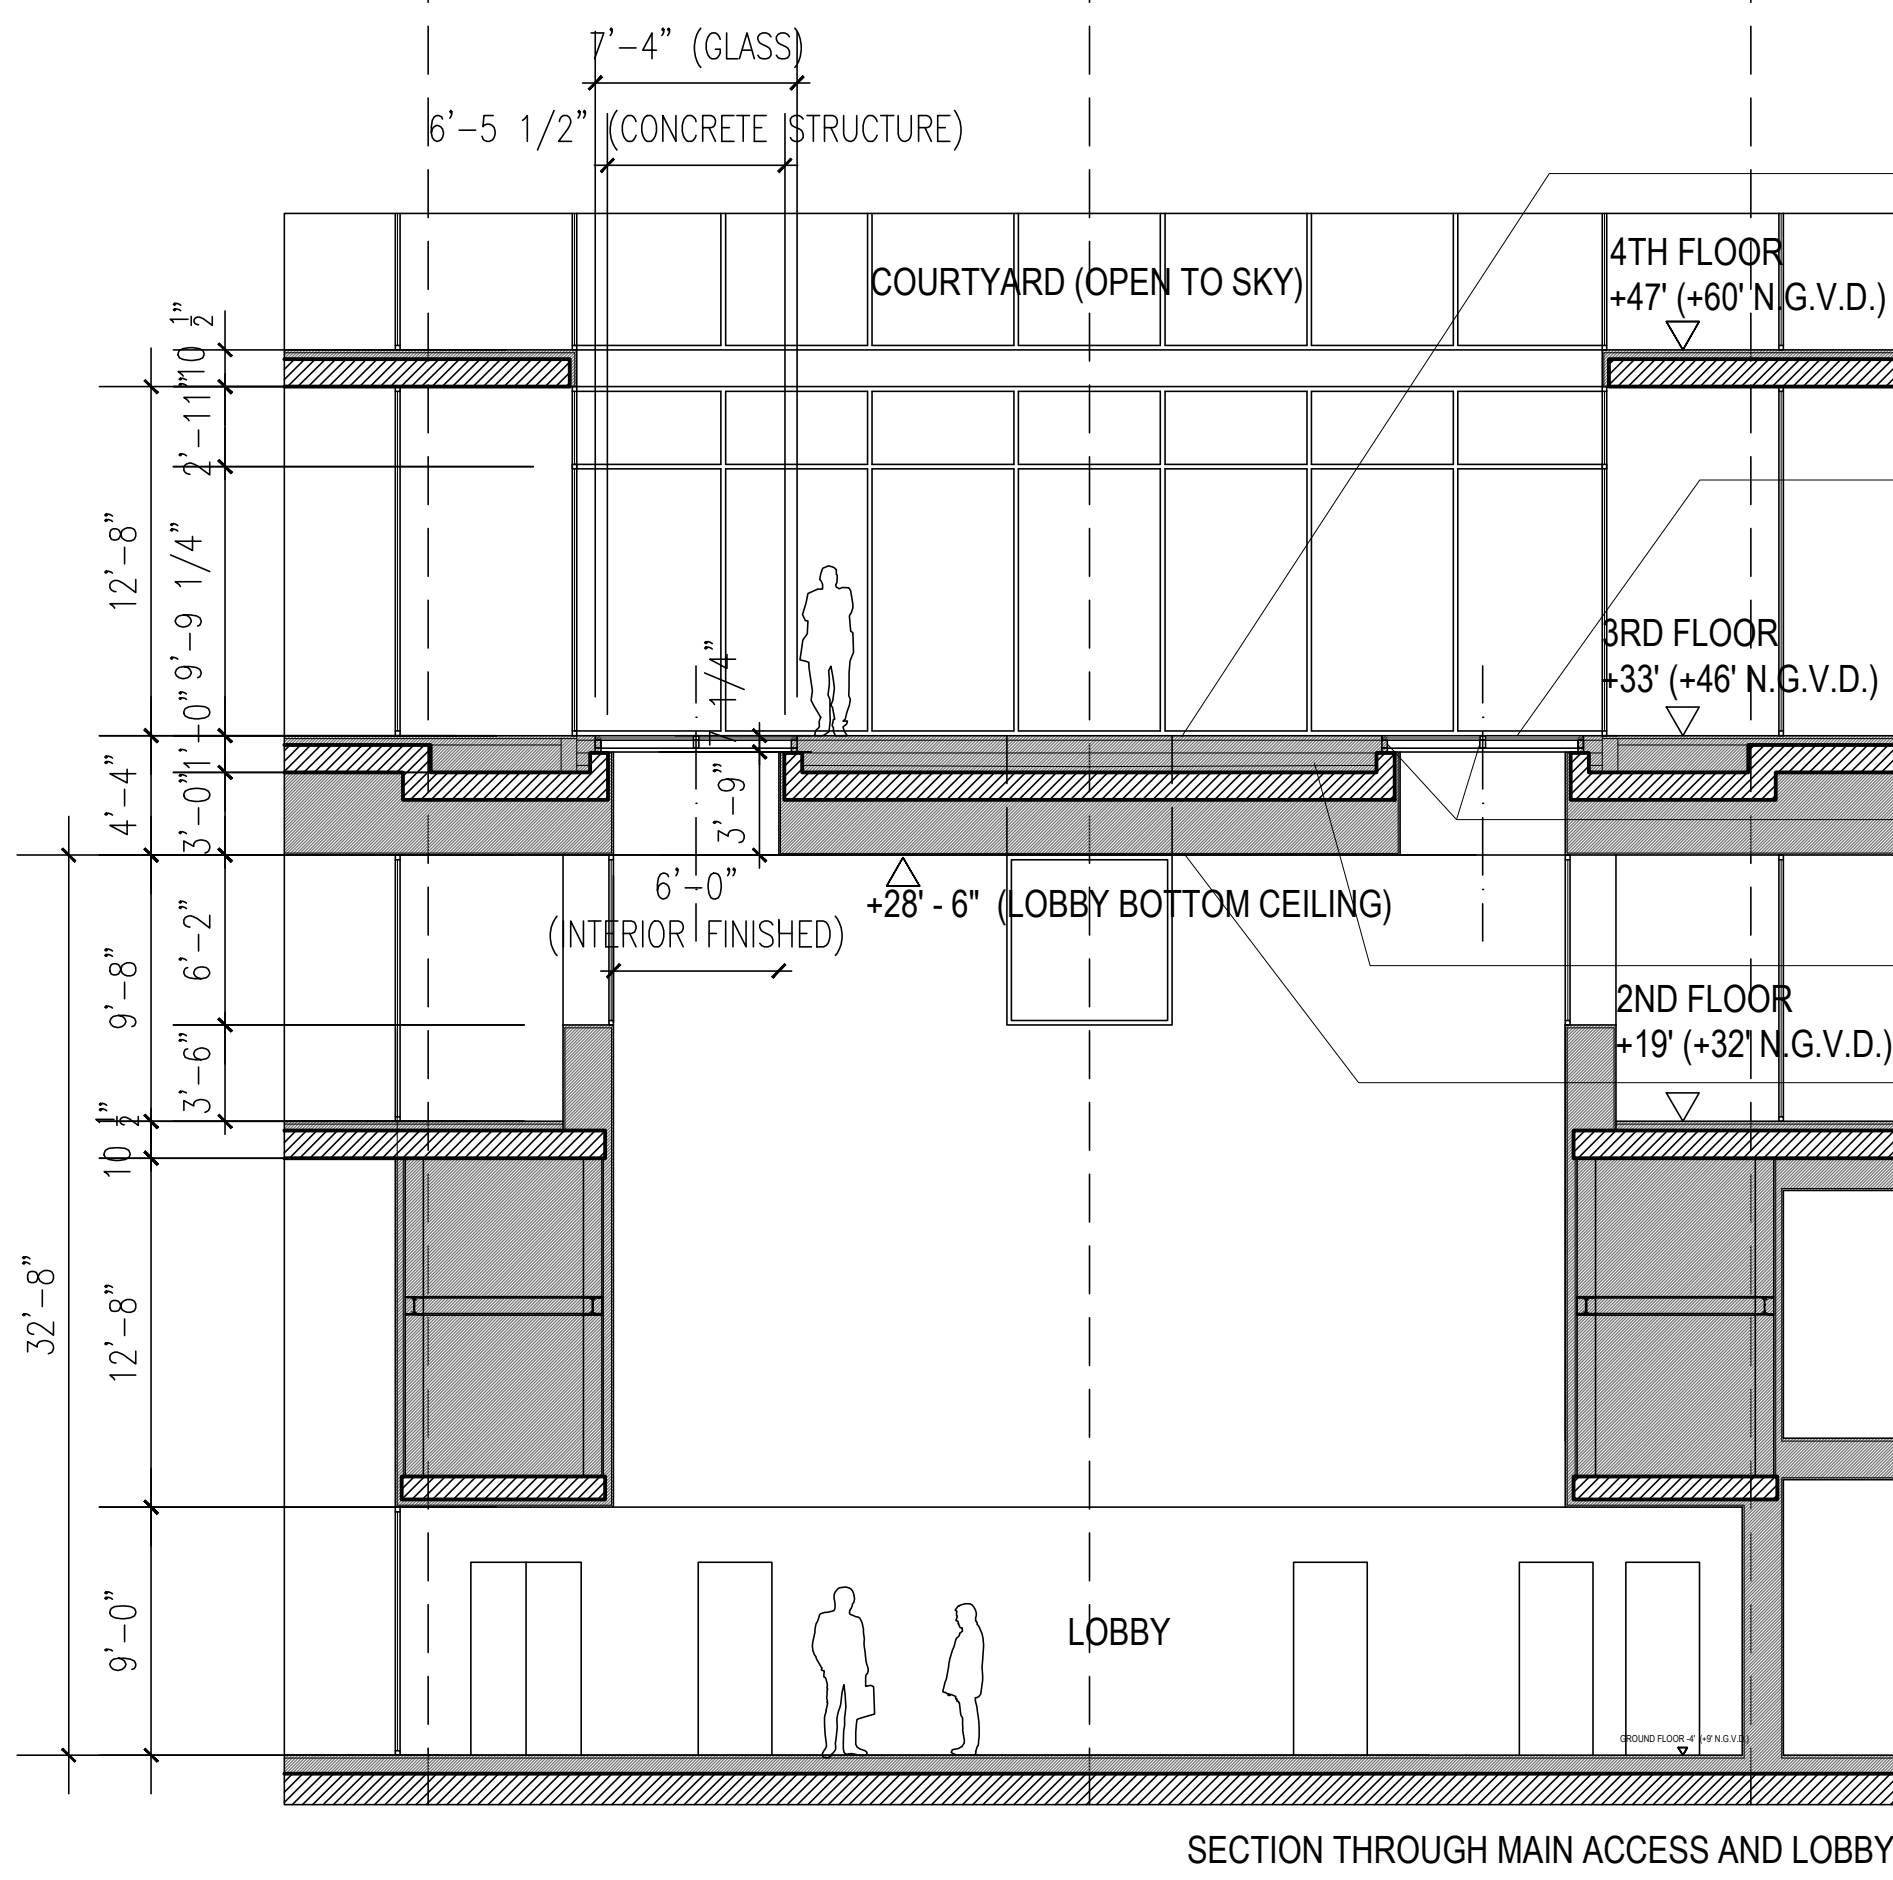 7'-4" (GLASS)
6'-5 1/2" (CONCRETE STRUCTURE)
COURTYARD (OPEN TO SKY)
4TH FLOOR
+47' (+60' N.G.V.D.)
10 1/2"
2'-11"
12'-8"
9'-9 1/4"
7 1/4"
3RD FLOOR
+33' (+46' N.G.V.D.)
1'-0"
4'-4"
3'-0"
3'-9"
6'-0"
(INTERIOR FINISHED)
+28' - 6" (LOBBY BOTTOM CEILING)
6'-2"
9'-8"
2ND FLOOR
+19' (+32' N.G.V.D.)
3'-6"
10 1/2"
32'-8"
12'-8"
9'-0"
LOBBY
GROUND FLOOR -4' (+9' N.G.V.D.)
SECTION THROUGH MAIN ACCESS AND LOBBY